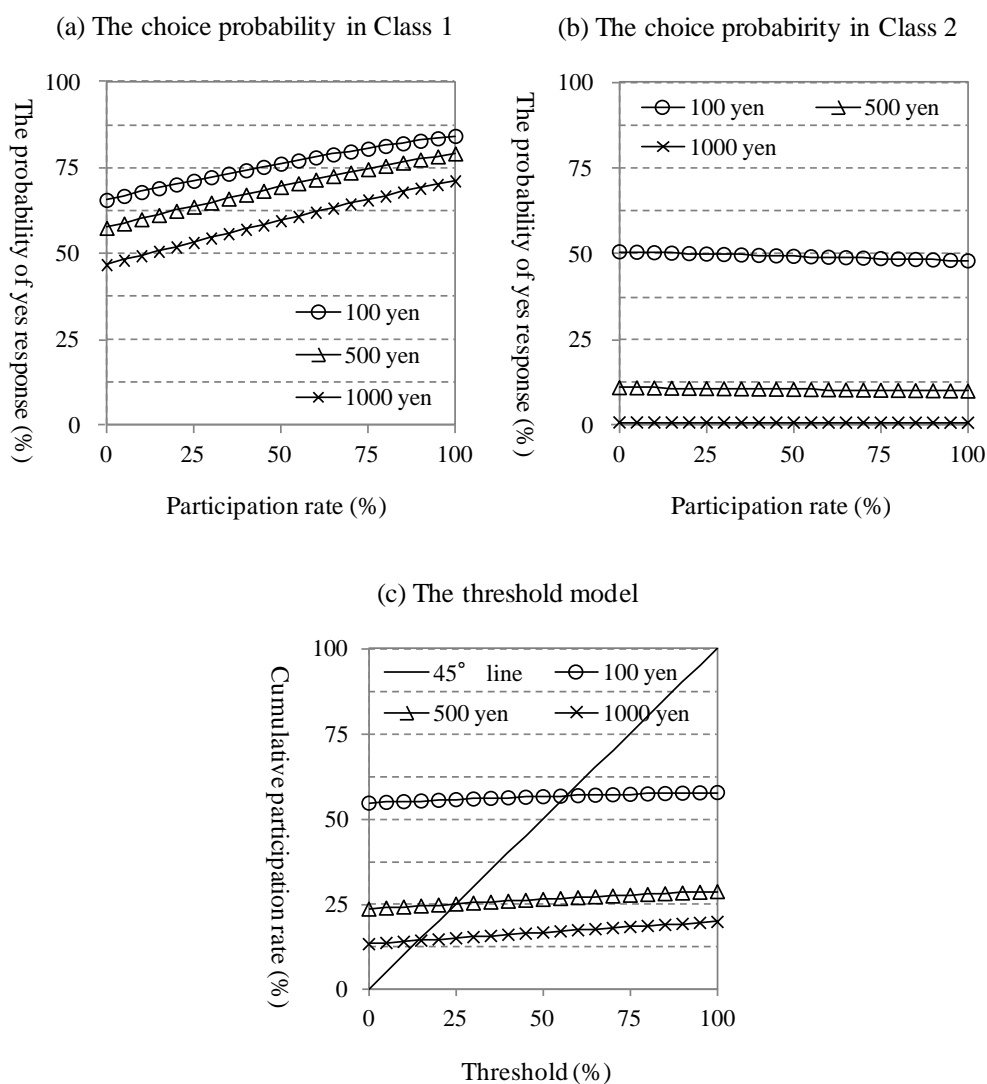 (a) The choice probability in Class 1
The probability of yes response (%)
100
75
50
25
0
100 yen
500 yen
1000 yen
0 25 50 75 100
Participation rate (%)
(b) The choice probabirity in Class 2
The probability of yes response (%)
100
75
50
25
0
100 yen 500 yen
1000 yen
0 25 50 75 100
Participation rate (%)
(c) The threshold model
Cumulative participation rate (%)
100
75
50
25
0
45° line 100 yen
500 yen 1000 yen
0 25 50 75 100
Threshold (%)